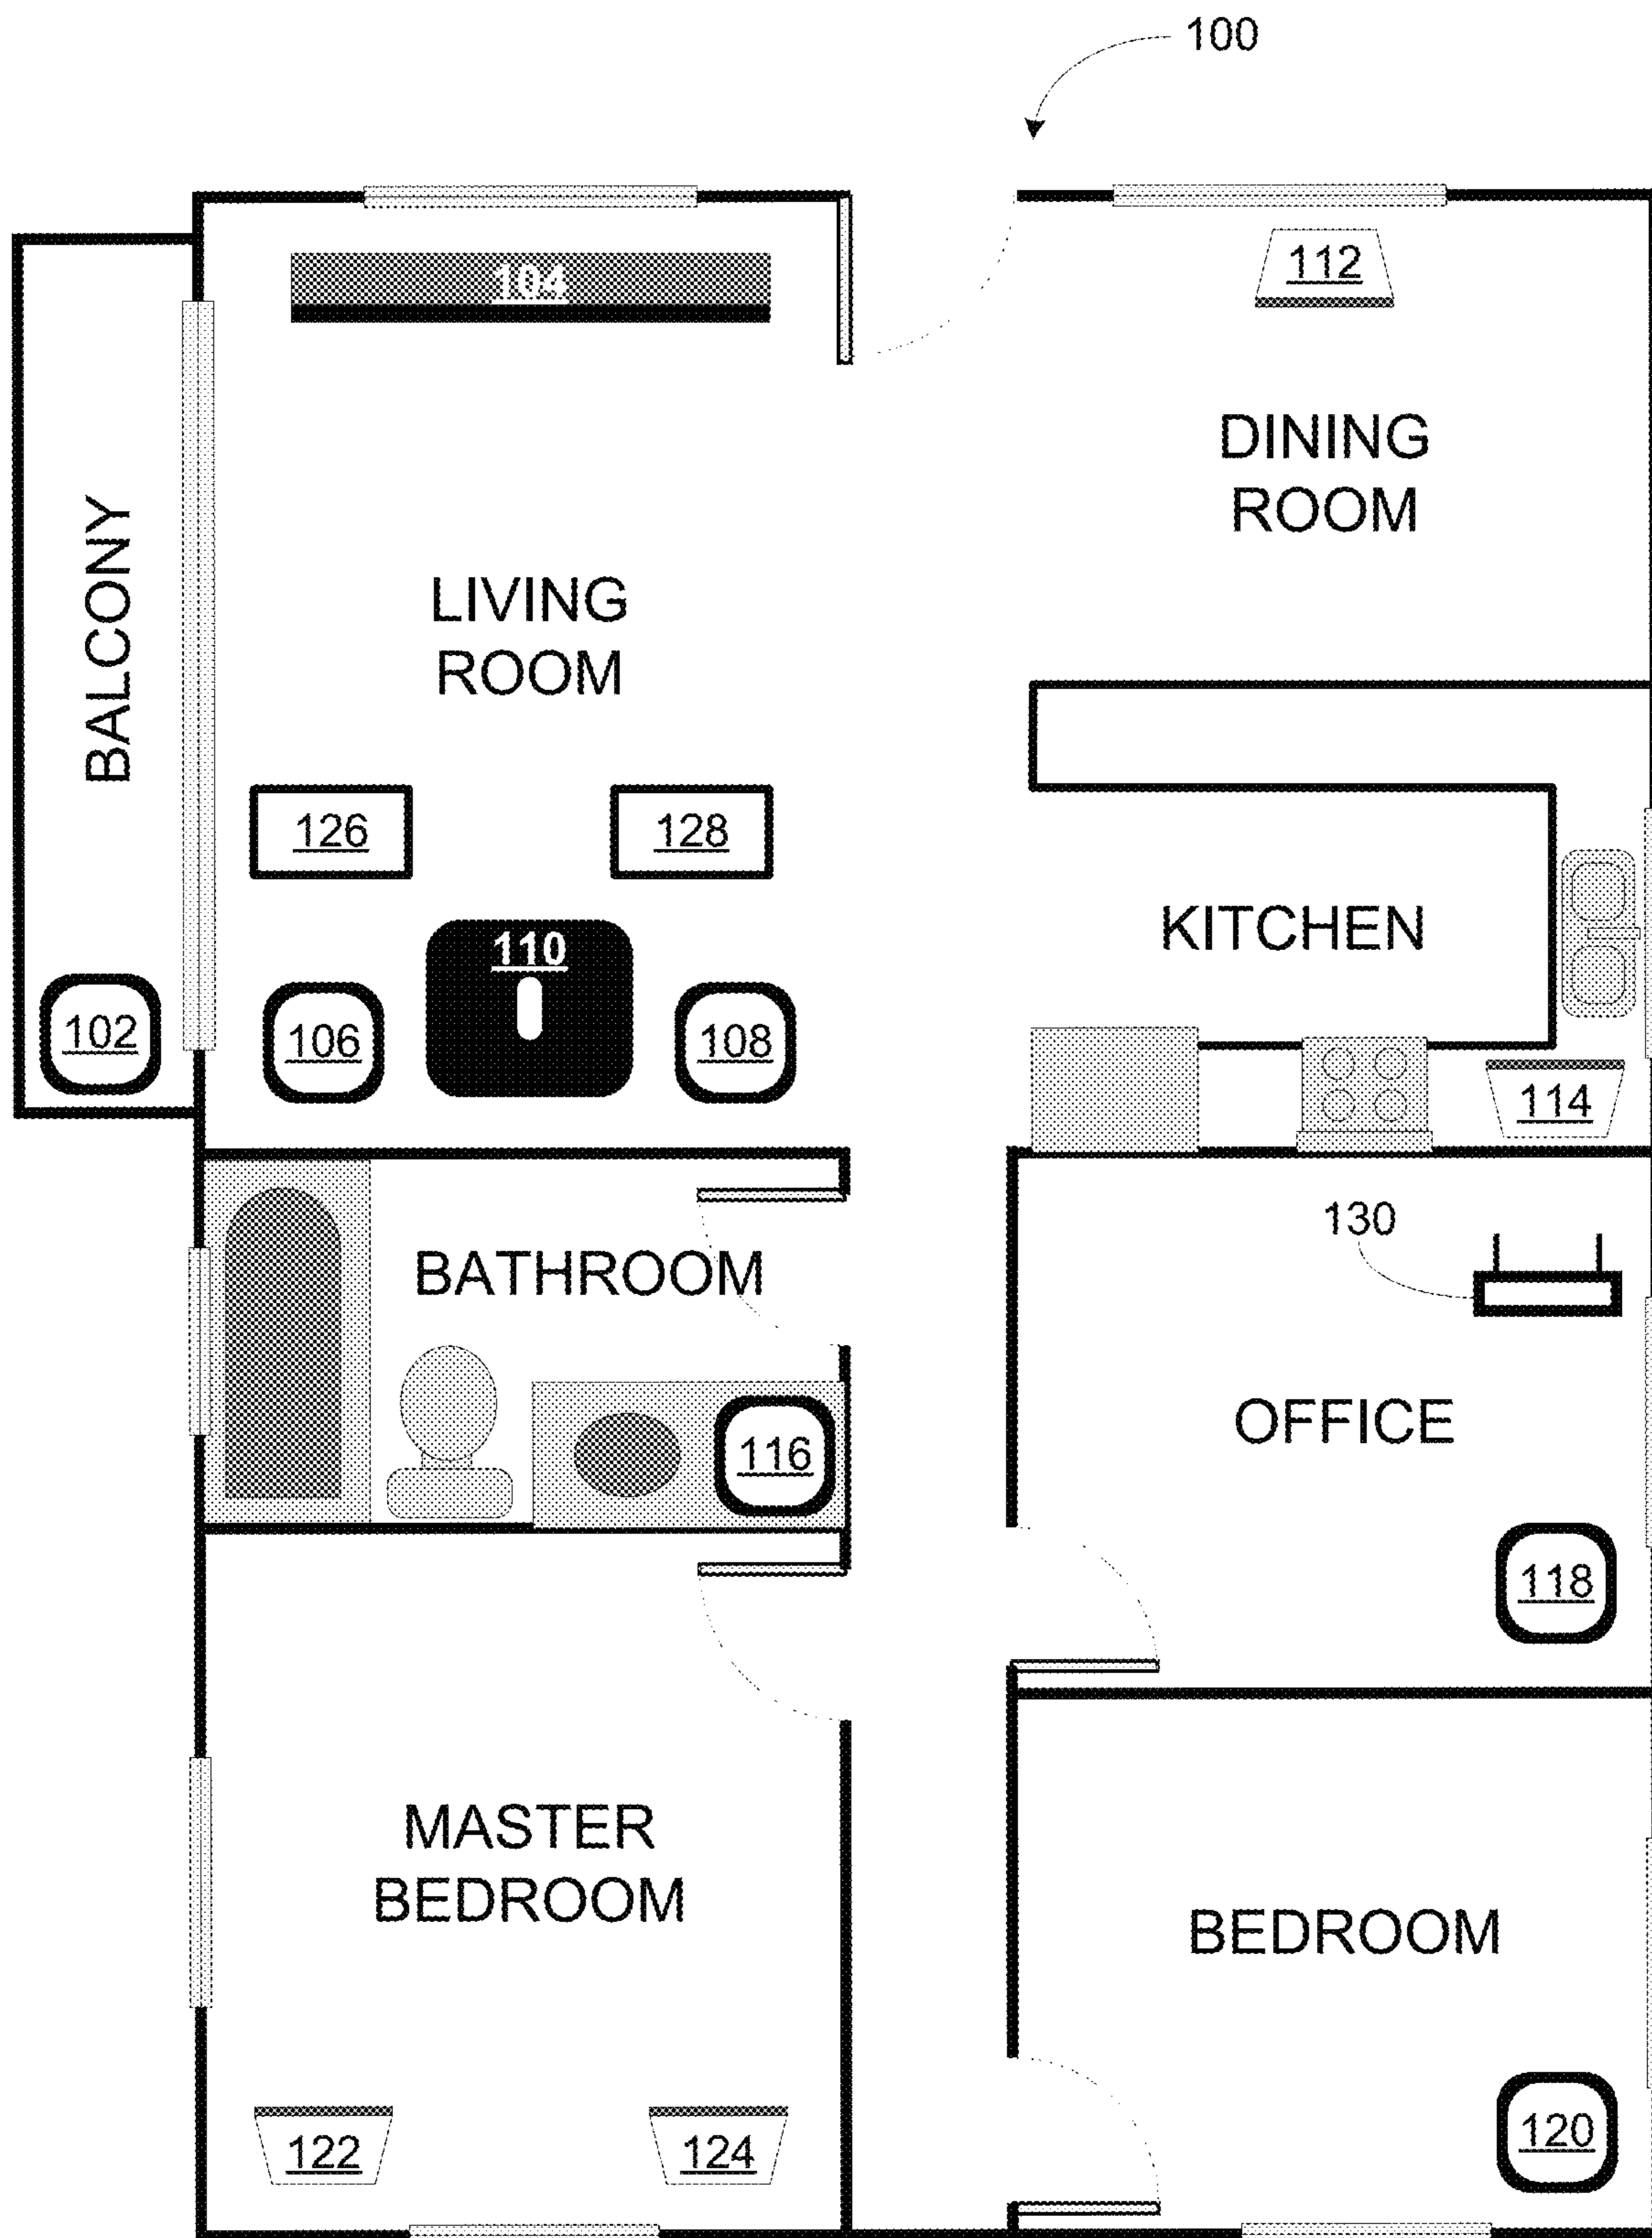 100
104
112
DINING
ROOM
BALCONY
LIVING
ROOM
126
128
KITCHEN
110
102
106
108
114
130
BATHROOM
OFFICE
116
118
MASTER
BEDROOM
BEDROOM
122
124
120